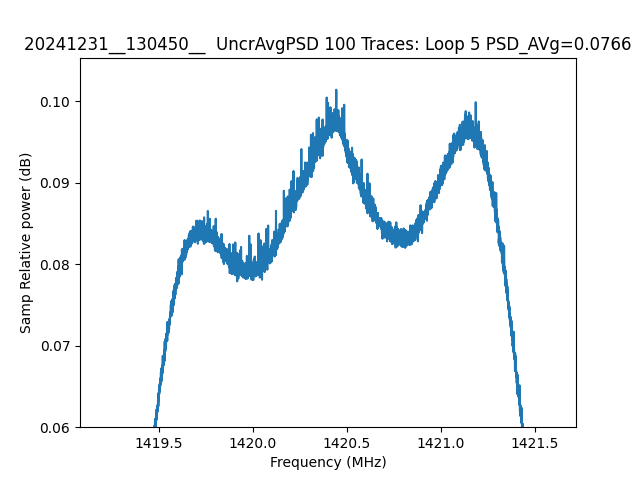 20241231__130450__ UncrAvgPSD 100 Traces: Loop 5 PSD_AVg=0.0766
0.10
0.09
0.08
0.07
0.06
Samp Relative power (dB)
1419.5 1420.0 1420.5 1421.0 1421.5
Frequency (MHz)